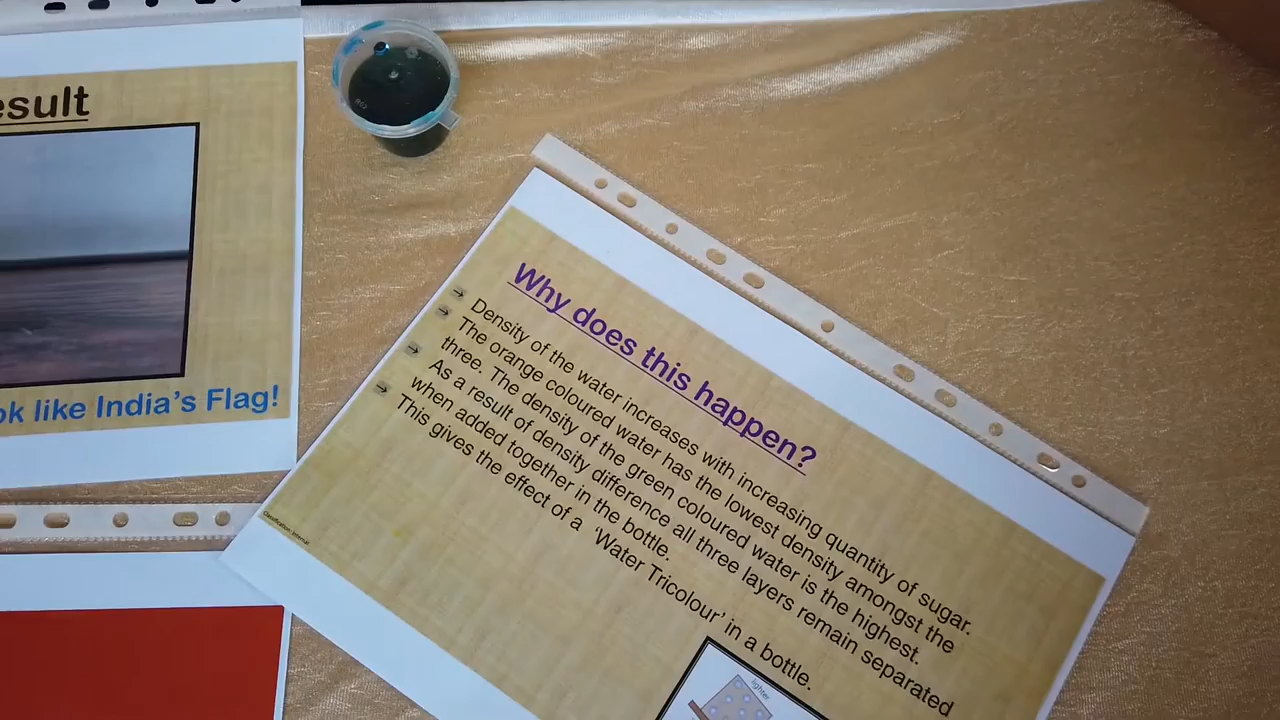 esult
ok like India's Flag!
Why does this happen?
Density of the water increases with increasing quantity of sugar.
The orange coloured water has the lowest density amongst the
three. The density of the green coloured water is the highest.
As a result of density difference all three layers remain separated
when added together in the bottle.
This gives the effect of a 'Water Tricolour' in a bottle.
Classification: Internal
lighter